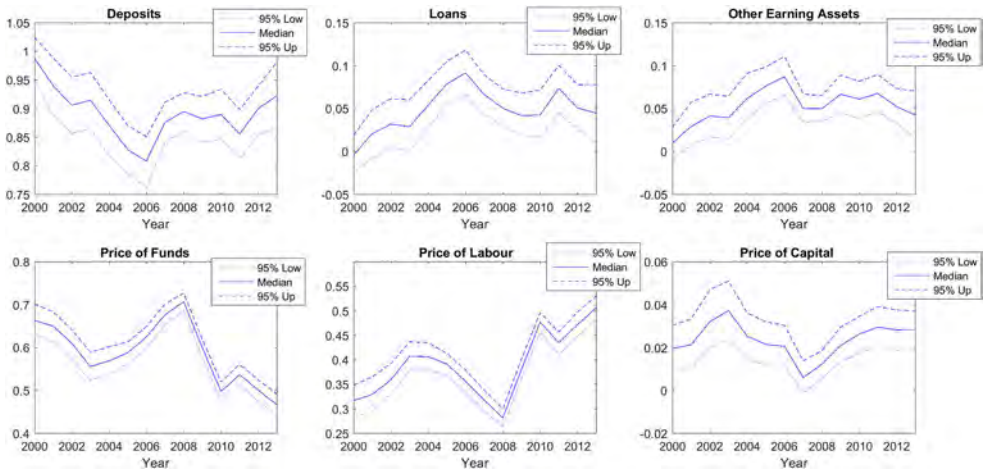 Deposits
1.05
1
0.95
0.9
0.85
0.8
0.75
2000 2002 2004 2006 2008 2010 2012
Year
95% Low
Median
95% Up
Loans
0.15
0.1
0.05
0
-0.05
2000 2002 2004 2006 2008 2010 2012
Year
95% Low
Median
95% Up
Other Earning Assets
0.15
0.1
0.05
0
-0.05
2000 2002 2004 2006 2008 2010 2012
Year
95% Low
Median
95% Up
Price of Funds
0.8
0.7
0.6
0.5
0.4
2000 2002 2004 2006 2008 2010 2012
Year
95% Low
Median
95% Up
Price of Labour
0.55
0.5
0.45
0.4
0.35
0.3
0.25
2000 2002 2004 2006 2008 2010 2012
Year
95% Low
Median
95% Up
Price of Capital
0.06
0.04
0.02
0
-0.02
2000 2002 2004 2006 2008 2010 2012
Year
95% Low
Median
95% Up